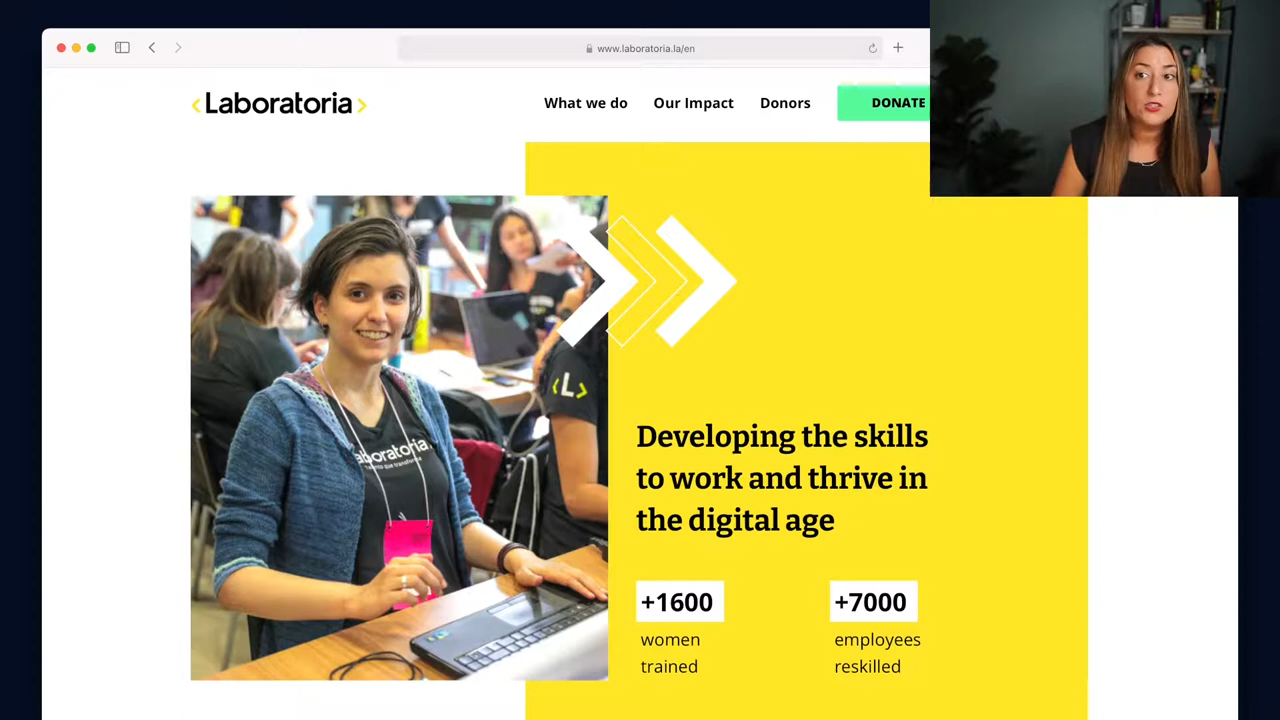 www.laboratoria.la/en
<Laboratoria>
What we do
Our Impact
Donors
DONATE
<L>
laboratoria
Developing the skills
to work and thrive in
the digital age
+1600
women
trained
+7000
employees
reskilled